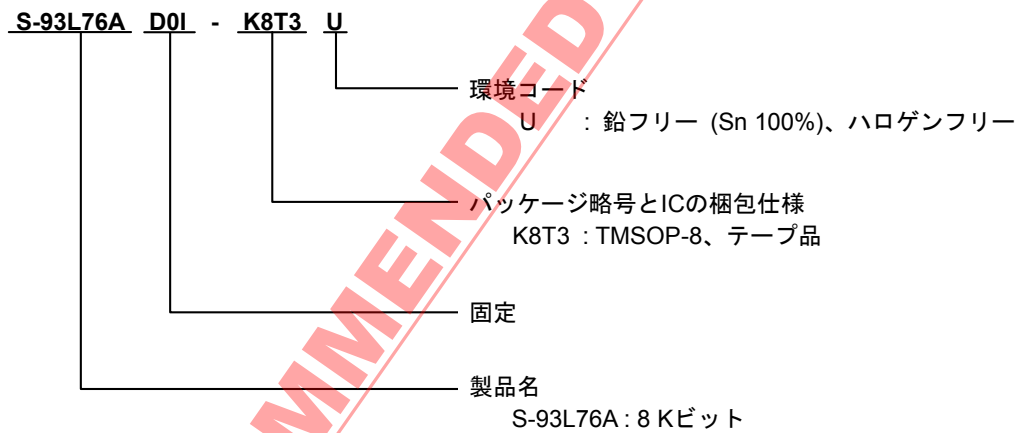 S-93L76A D0I - K8T3 U
環境コード
U : 鉛フリー (Sn 100%)、ハロゲンフリー
パッケージ略号とICの梱包仕様
K8T3 : TMSOP-8、テープ品
固定
製品名
S-93L76A : 8 Kビット
MMENDED